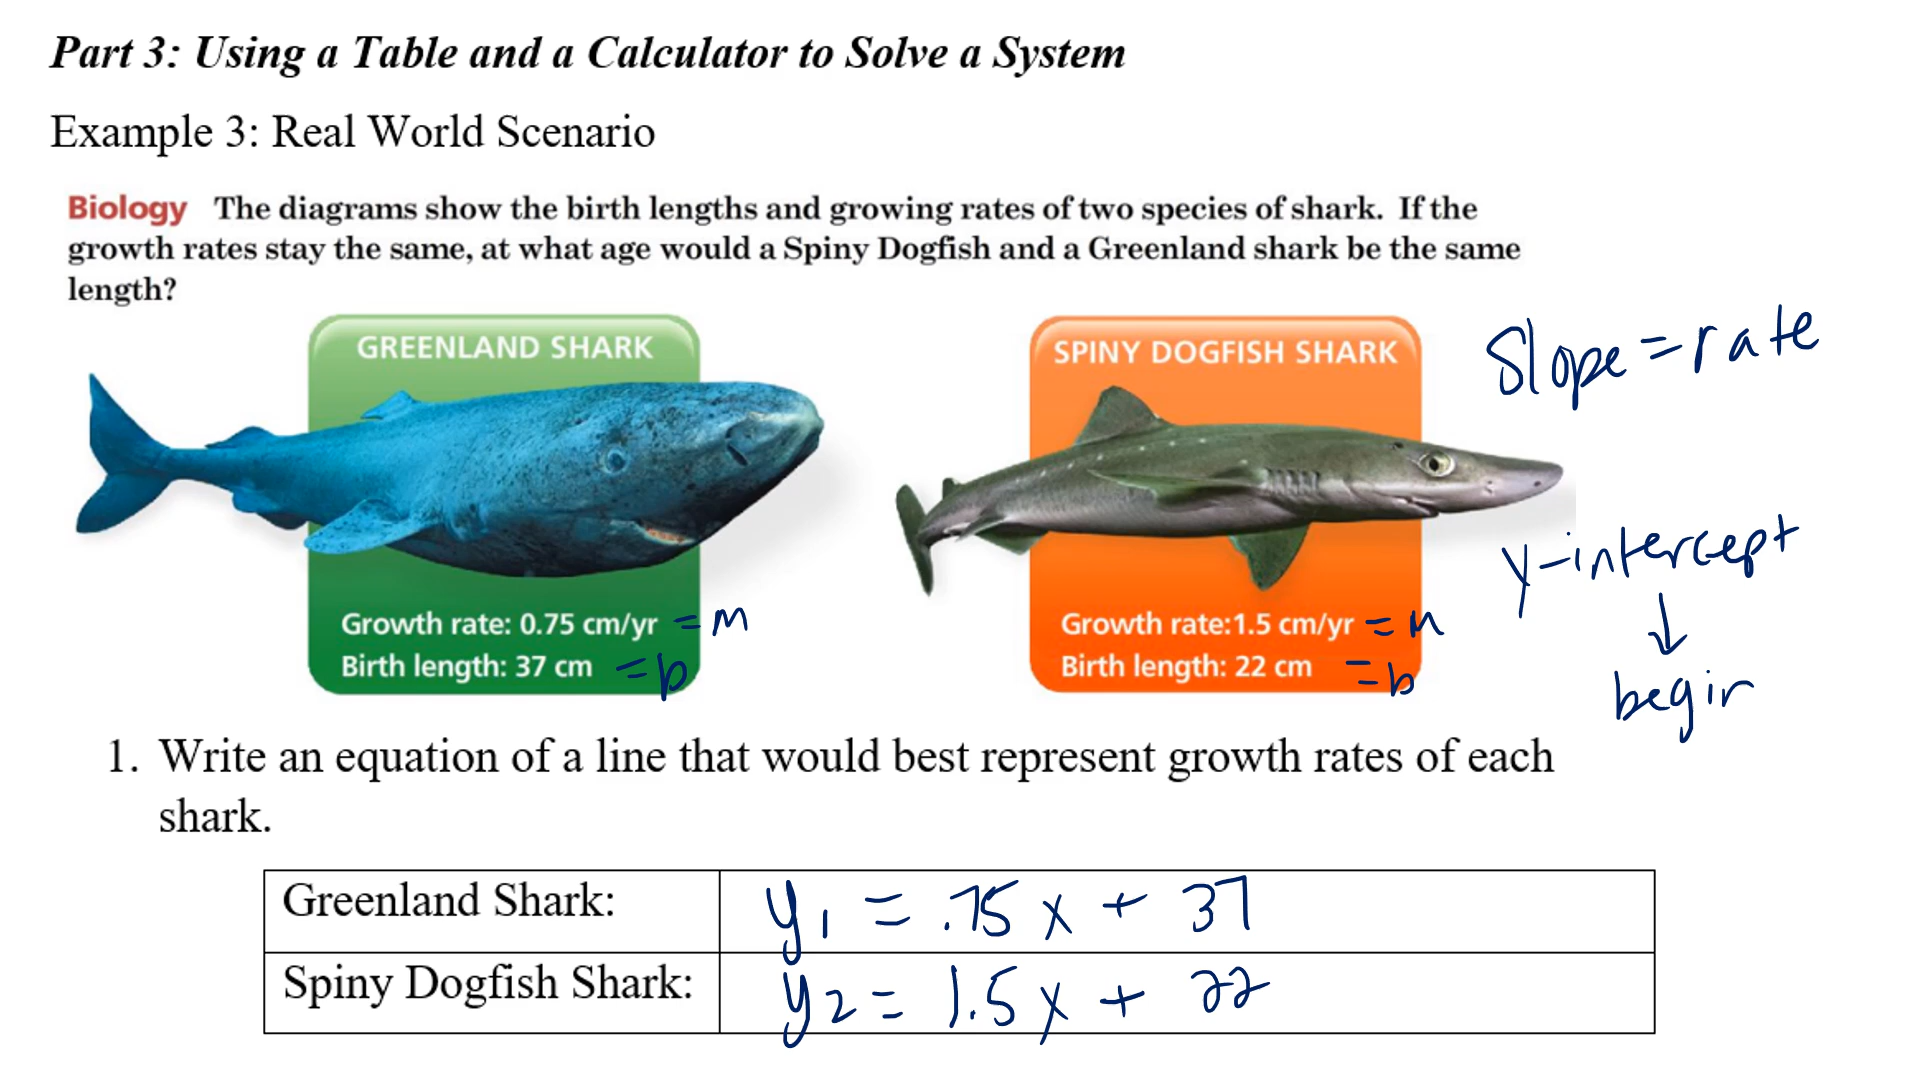 Part 3: Using a Table and a Calculator to Solve a System
Example 3: Real World Scenario
Biology The diagrams show the birth lengths and growing rates of two species of shark. If the
growth rates stay the same, at what age would a Spiny Dogfish and a Greenland shark be the same
length?
GREENLAND SHARK
Growth rate: 0.75 cm/yr = m
Birth length: 37 cm = b
SPINY DOGFISH SHARK
Growth rate:1.5 cm/yr = m
Birth length: 22 cm = b
Slope = rate
y-intercept
↓
begin
1. Write an equation of a line that would best represent growth rates of each
shark.
Greenland Shark: y₁ = .75x + 37
Spiny Dogfish Shark: y₂ = 1.5x + 22